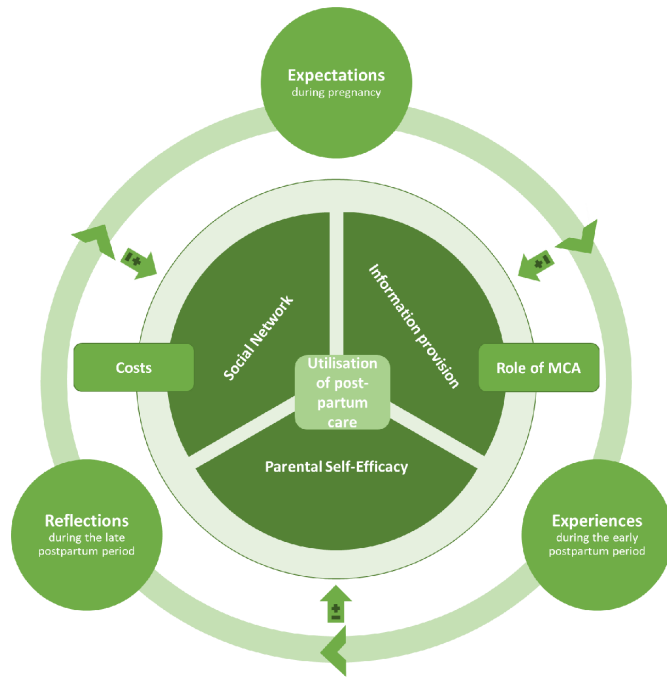 Expectations
during pregnancy
±
±
Social Network
Information provision
Costs
Utilisation
of post-
partum
care
Role of MCA
Parental Self-Efficacy
Reflections
during the late
postpartum period
Experiences
during the early
postpartum period
±